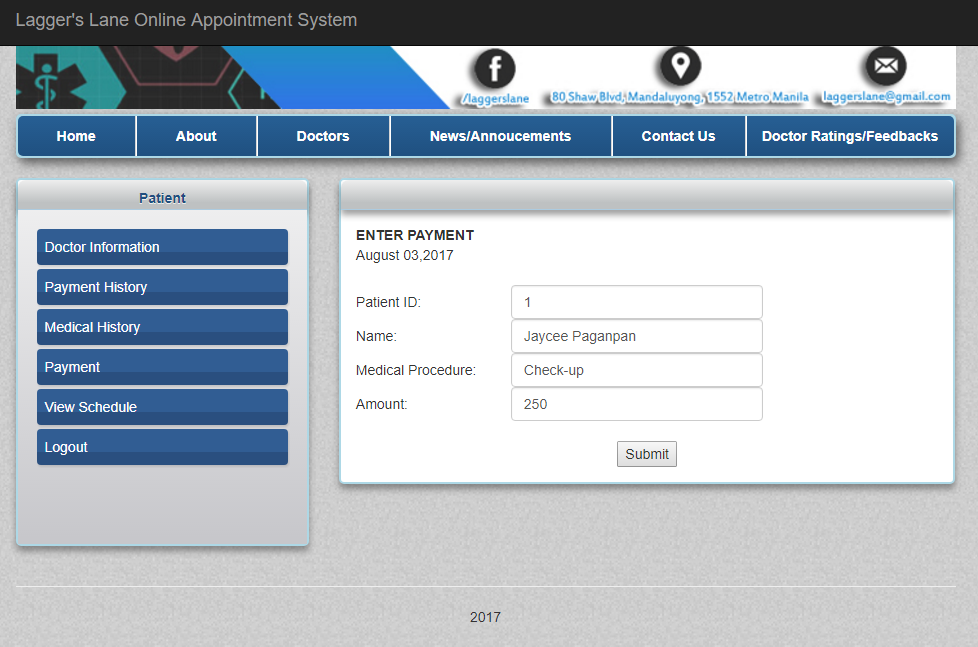 Lagger's Lane Online Appointment System
/laggerslane
80 Shaw Blvd, Mandaluyong, 1552 Metro Manila
laggerslane@gmail.com
Home About Doctors News/Annoucements Contact Us Doctor Ratings/Feedbacks
Patient
Doctor Information
Payment History
Medical History
Payment
View Schedule
Logout
ENTER PAYMENT
August 03,2017
Patient ID: 1
Name: Jaycee Paganpan
Medical Procedure: Check-up
Amount: 250
Submit
2017